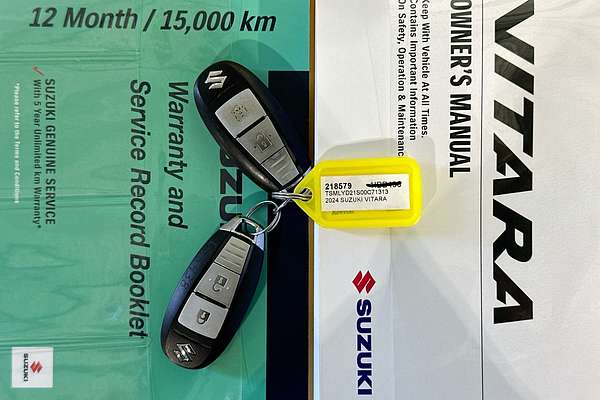 12 Month / 15,000 km
Warranty and
Service Record Booklet
SUZUKI GENUINE SERVICE
With 5 Year Unlimited km Warranty*
*Please refer to the Terms and Conditions
SUZUKI
218579
TSMLYD21S00C71313
2024 SUZUKI VITARA
VITARA
OWNER'S MANUAL
Keep With Vehicle At All Times.
Contains Important Information
On Safety, Operation & Maintenance
SUZUKI